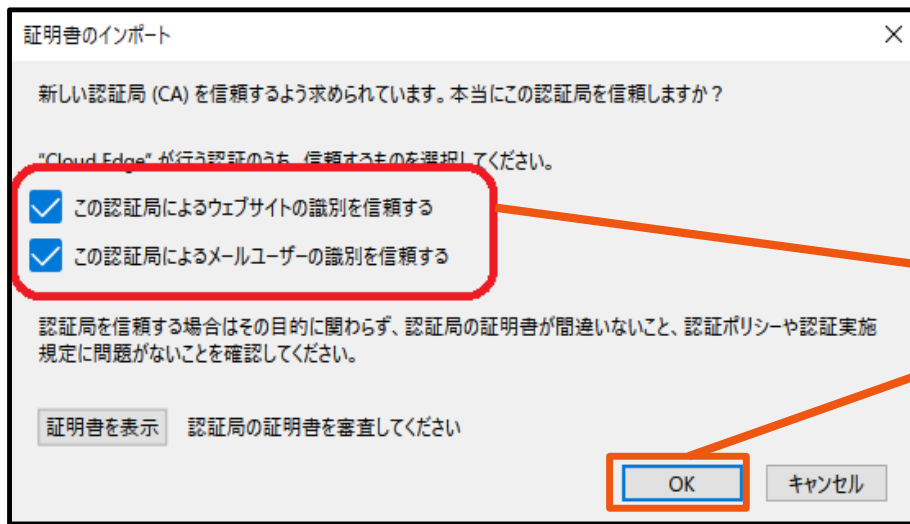 証明書のインポート
新しい認証局 (CA) を信頼するよう求められています。本当にこの認証局を信頼しますか？
"Cloud Edge" が行う認証のうち、信頼するものを選択してください。
この認証局によるウェブサイトの識別を信頼する
この認証局によるメールユーザーの識別を信頼する
認証局を信頼する場合はその目的に関わらず、認証局の証明書が間違いないこと、認証ポリシーや認証実施
規定に問題がないことを確認してください。
証明書を表示 認証局の証明書を審査してください
OK キャンセル